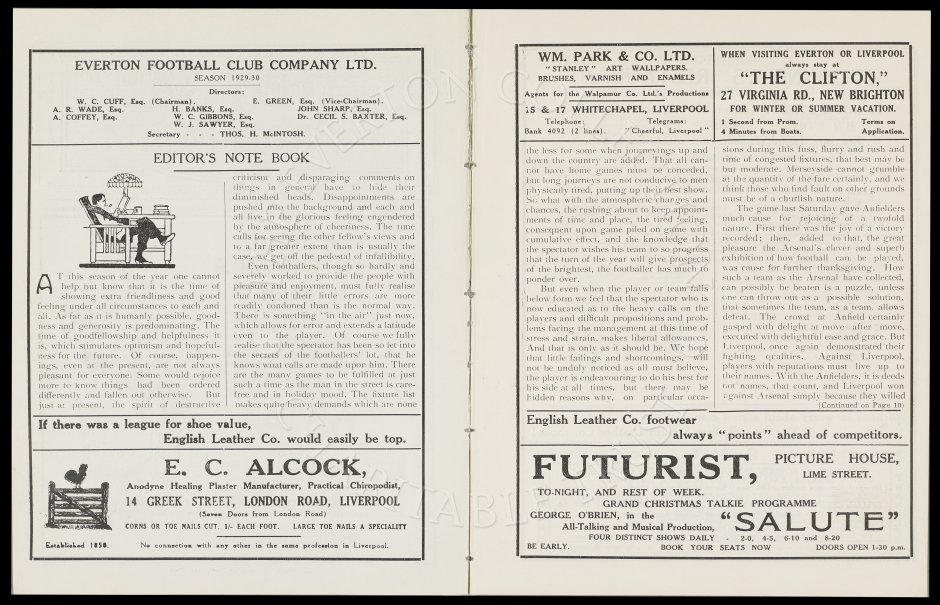 EVERTON FOOTBALL CLUB COMPANY LTD.
SEASON 1929-30
Directors:
W. C. CUFF, Esq. (Chairman). E. GREEN, Esq. (Vice-Chairman).
A. R. WADE, Esq. H. BANKS, Esq. JOHN SHARP, Esq.
A. COFFEY, Esq. W. C. GIBBONS, Esq. Dr. CECIL S. BAXTER, Esq.
W. J. SAWYER, Esq.
Secretary - - - THOS. H. McINTOSH.
EDITOR'S NOTE BOOK
AT this season of the year one cannot
help but know that it is the time of
showing extra friendliness and good
feeling under all circumstances to each and
all. As far as it is humanly possible, good-
ness and generosity is predominating. The
time of goodfellowship and helpfulness it
is, which stimulates optimism and hopeful-
ness for the future. Of course, happen-
ings, even at the present, are not always
pleasant for everyone. Some would rejoice
more to know things had been ordered
differently and fallen out otherwise. But
just at present, the spirit of destructive
criticism and disparaging comments on
things in general have to hide their
diminished heads. Disappointments are
pushed into the background and each and
all live in the glorious feeling engendered
by the atmosphere of cheeriness. The time
calls for seeing the other fellow's views and
to a far greater extent than is usually the
case, we get off the pedestal of infallibility.
Even footballers, though so hardly and
severely worked to provide the people with
pleasure and enjoyment, must fully realise
that many of their little errors are more
readily condoned than is the normal way.
There is something "in the air" just now,
which allows for error and extends a latitude
even to the player. Of course we fully
realise that the spectator has been so let into
the secrets of the footballers' lot, that he
knows what calls are made upon him. There
are the many games to be fulfilled at just
such a time as the man in the street is care-
free and in holiday mood. The fixture list
makes quite heavy demands which are none
If there was a league for shoe value,
English Leather Co. would easily be top.
E. C. ALCOCK,
Anodyne Healing Plaster Manufacturer, Practical Chiropodist,
14 GREEK STREET, LONDON ROAD, LIVERPOOL
(Seven Doors from London Road)
CORNS OR TOE NAILS CUT, 1/- EACH FOOT. LARGE TOE NAILS A SPECIALITY
Established 1850. No connection with any other in the same profession in Liverpool.
WM. PARK & CO. LTD.
"STANLEY" ART WALLPAPERS.
BRUSHES, VARNISH AND ENAMELS
Agents for the Walpamur Co. Ltd.'s Productions
15 & 17 WHITECHAPEL, LIVERPOOL
Telephone: Telegrams:
Bank 4092 (2 lines). "Cheerful, Liverpool"
WHEN VISITING EVERTON OR LIVERPOOL
always stay at
"THE CLIFTON,"
27 VIRGINIA RD., NEW BRIGHTON
FOR WINTER OR SUMMER VACATION.
1 Second from Prom. Terms on
4 Minutes from Boats. Application.
the less for some when journeyings up and
down the country are added. That all can-
not have home games must be conceded,
but long journeys are not conducive, to men
physically tired, putting up their best show.
So what with the atmospheric changes and
chances, the rushing about to keep appoint-
ments of time and place, the tired feeling,
consequent upon game piled on game with
cumulative effect, and the knowledge that
the spectator wishes his team to so progress
that the turn of the year will give prospects
of the brightest, the footballer has much to
ponder over.
But even when the player or team falls
below form we feel that the spectator who is
now educated as to the heavy calls on the
players and difficult propositions and prob-
lems facing the management at this time of
stress and strain, makes liberal allowances.
And that is only as it should be. We hope
that little failings and shortcomings, will
not be unduly noticed as all must believe,
the player is endeavouring to do his best for
his side at all times, but there may be
hidden reasons why, on particular occa-
sions during this fuss, flurry and rush and
time of congested fixtures, that best may be
but moderate. Merseyside cannot grumble
at the quantity of the fare certainly, and we
think those who find fault on other grounds
must be of a churlish nature.
The game last Saturday gave Anfielders
much cause for rejoicing of a twofold
nature. First there was the joy of a victory
recorded; then, added to that, the great
pleasure the Arsenal's clever and superb
exhibition of how football can be played,
was cause for further thanksgiving. How
such a team as the Arsenal have collected,
can possibly be beaten is a puzzle, unless
one can throw out as a possible solution,
that sometimes the team, as a team, allows
defeat. The crowd at Anfield certainly
gasped with delight at move after move,
executed with delightful ease and grace. But
Liverpool, once again demonstrated their
fighting qualities. Against Liverpool,
players with reputations must live up to
their names. With the Anfielders, it is deeds
not names, that count, and Liverpool won
against Arsenal simply because they willed
(Continued on Page 10)
English Leather Co. footwear
always "points" ahead of competitors.
FUTURIST, PICTURE HOUSE,
LIME STREET.
TO-NIGHT, AND REST OF WEEK.
GRAND CHRISTMAS TALKIE PROGRAMME
GEORGE O'BRIEN, in the
All-Talking and Musical Production, "SALUTE"
FOUR DISTINCT SHOWS DAILY - 2-0, 4-5, 6-10 and 8-20
BE EARLY. BOOK YOUR SEATS NOW DOORS OPEN 1-30 p.m.